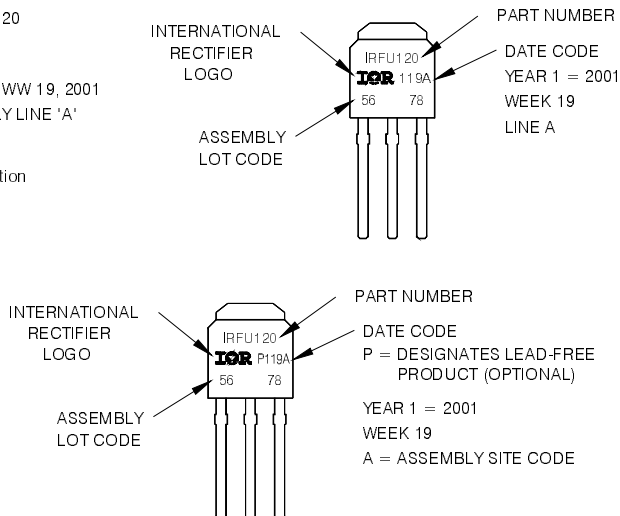 20
WW 19, 2001
Y LINE 'A'
tion
INTERNATIONAL
RECTIFIER
LOGO
ASSEMBLY
LOT CODE
IRFU120
IOR 119A
56 78
PART NUMBER
DATE CODE
YEAR 1 = 2001
WEEK 19
LINE A
INTERNATIONAL
RECTIFIER
LOGO
ASSEMBLY
LOT CODE
IRFU120
IOR P119A
56 78
PART NUMBER
DATE CODE
P = DESIGNATES LEAD-FREE
PRODUCT (OPTIONAL)
YEAR 1 = 2001
WEEK 19
A = ASSEMBLY SITE CODE